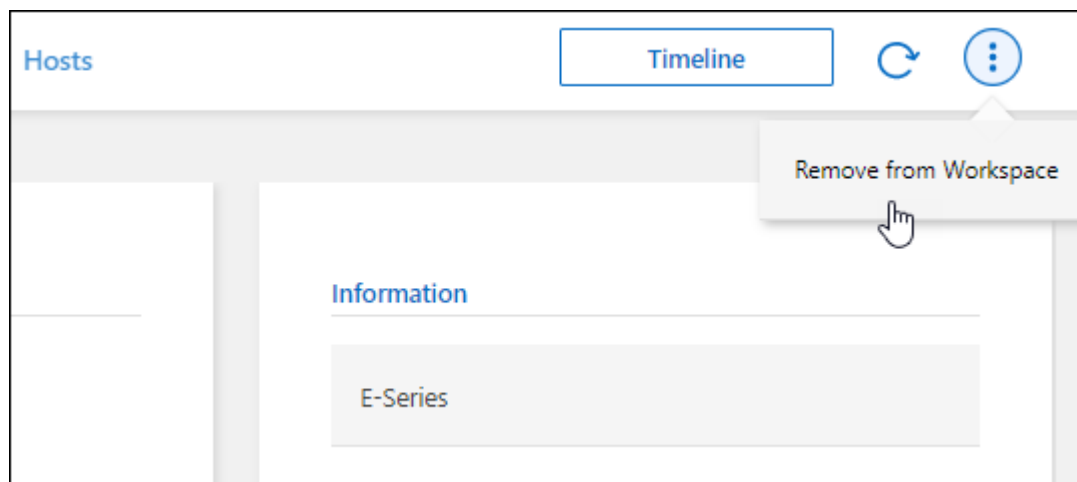 Hosts
Timeline
Remove from Workspace
Information
E-Series